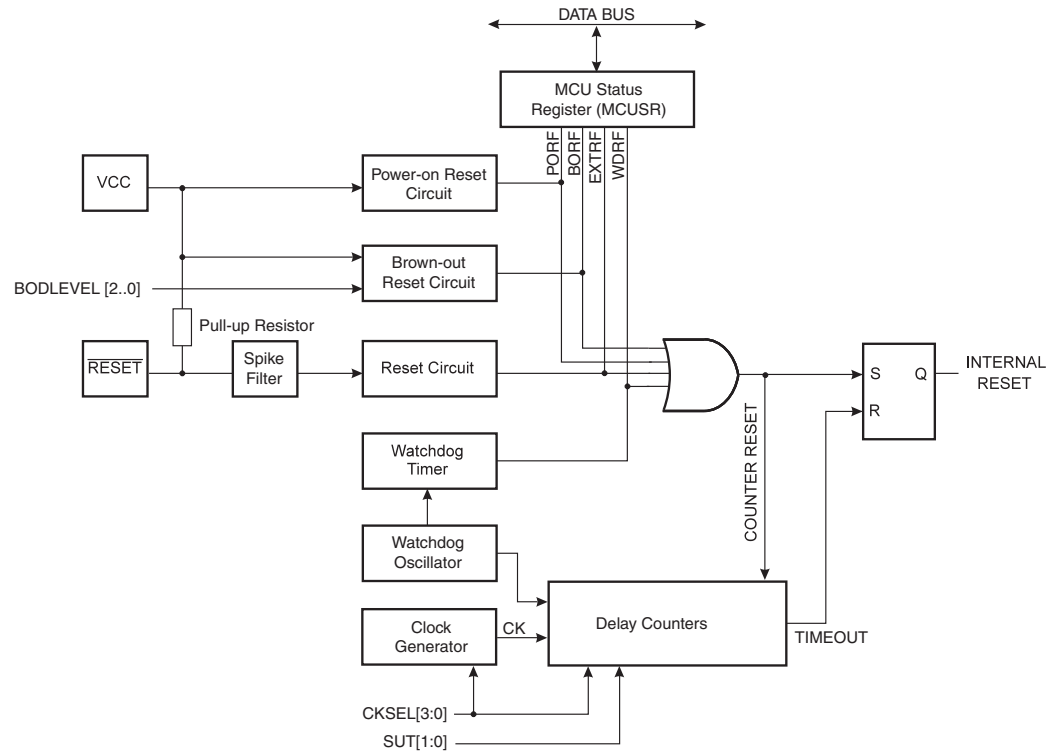 DATA BUS
MCU Status
Register (MCUSR)
PORF
BORF
EXTRF
WDRF
VCC
Power-on Reset
Circuit
Brown-out
Reset Circuit
BODLEVEL [2..0]
Pull-up Resistor
RESET
Spike
Filter
Reset Circuit
S
Q
R
INTERNAL
RESET
Watchdog
Timer
COUNTER RESET
Watchdog
Oscillator
Clock
Generator
CK
Delay Counters
TIMEOUT
CKSEL[3:0]
SUT[1:0]